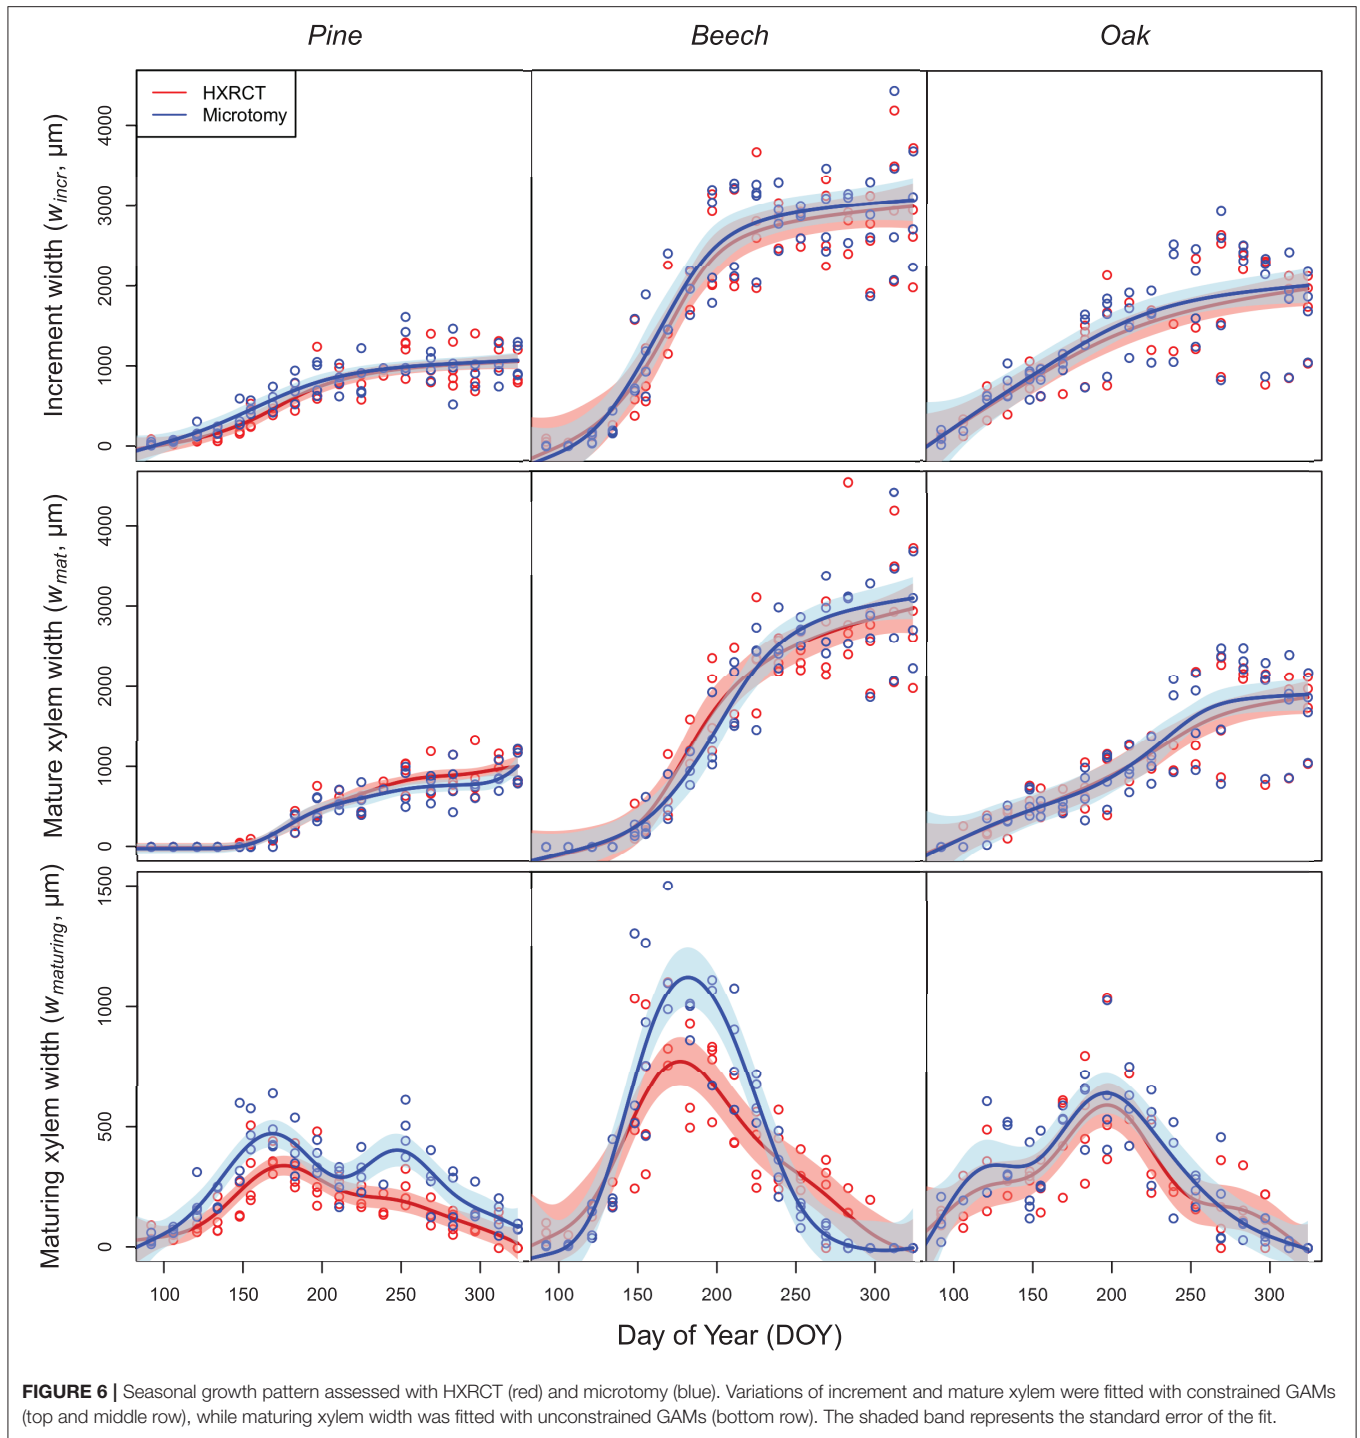 Pine Beech Oak
HXRCT
Microtomy
Increment width (wincr, µm)
0 1000 2000 3000 4000
Mature xylem width (wmat, µm)
0 1000 2000 3000 4000
Maturing xylem width (wmaturing, µm)
0 500 1000 1500
100 150 200 250 300 100 150 200 250 300 100 150 200 250 300
Day of Year (DOY)
FIGURE 6 | Seasonal growth pattern assessed with HXRCT (red) and microtomy (blue). Variations of increment and mature xylem were fitted with constrained GAMs
(top and middle row), while maturing xylem width was fitted with unconstrained GAMs (bottom row). The shaded band represents the standard error of the fit.